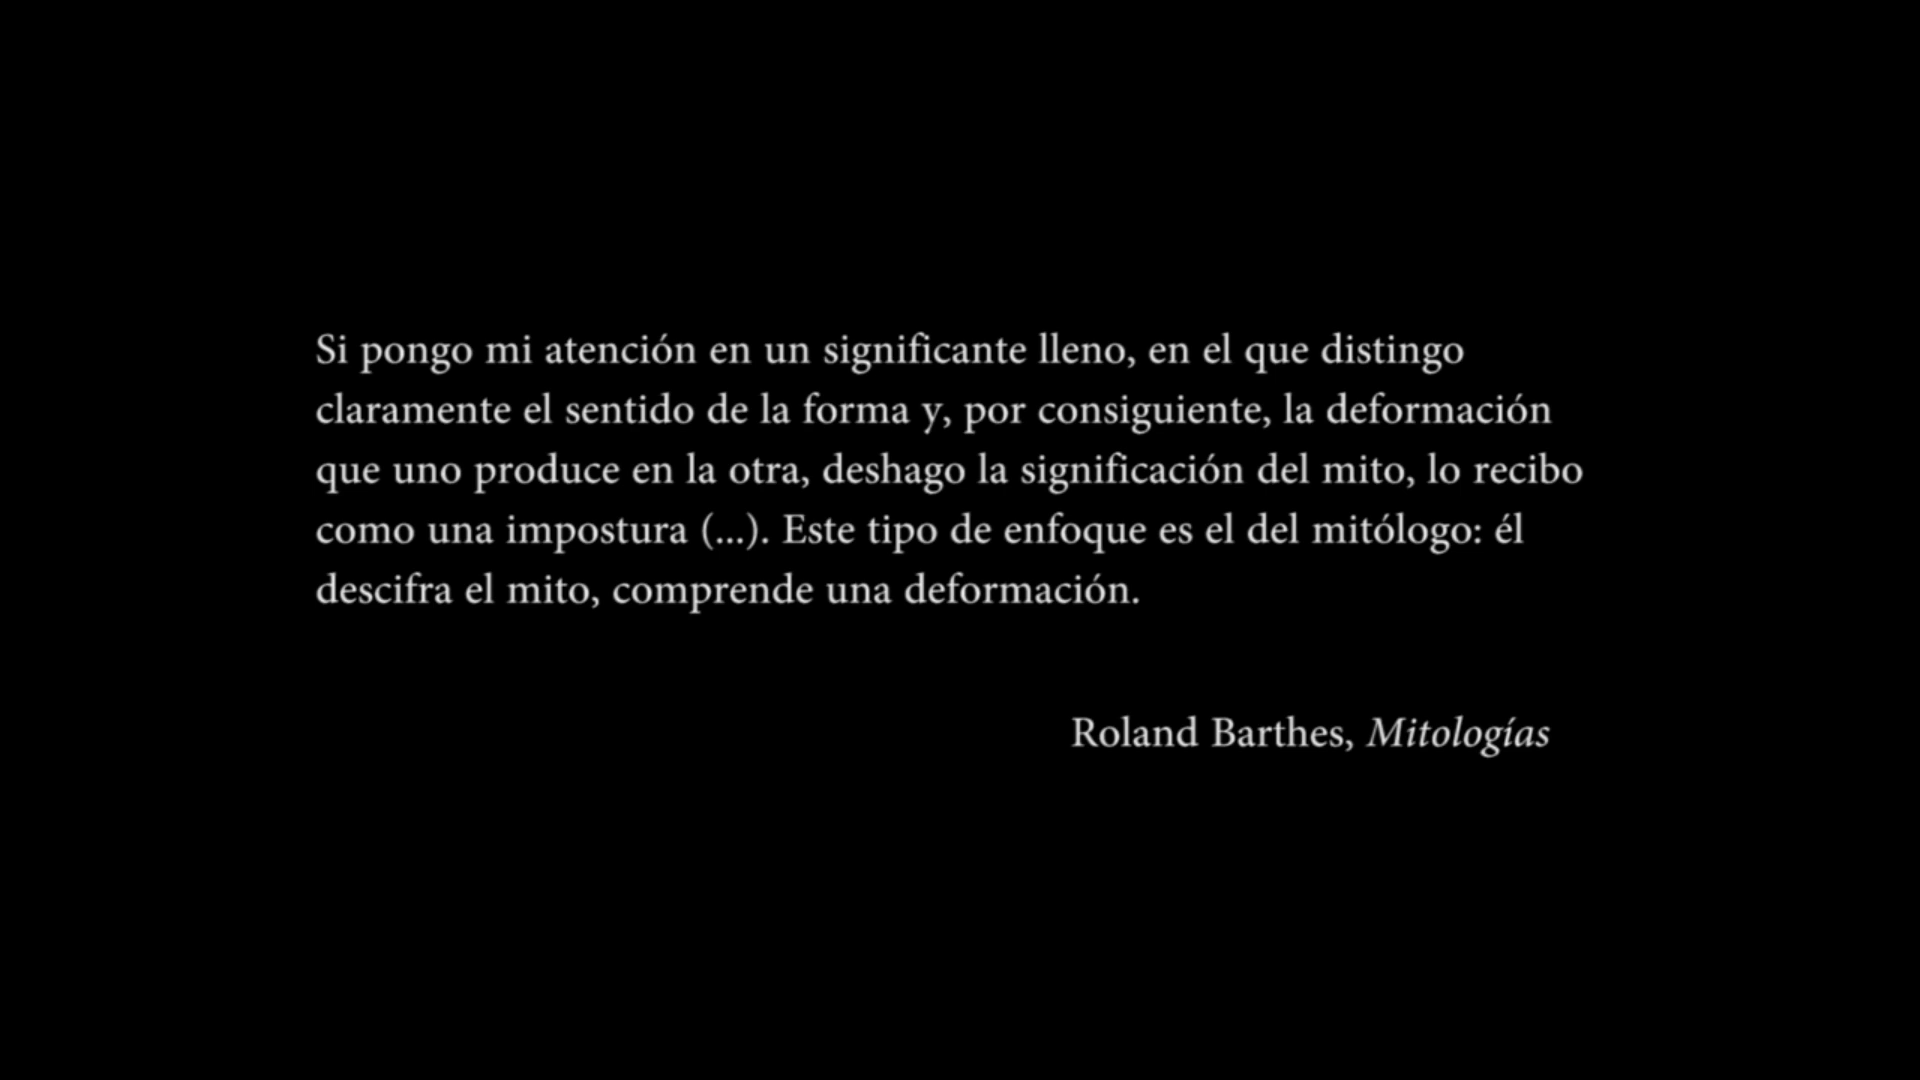 Si pongo mi atención en un significante lleno, en el que distingo
claramente el sentido de la forma y, por consiguiente, la deformación
que uno produce en la otra, deshago la significación del mito, lo recibo
como una impostura (...). Este tipo de enfoque es el del mitólogo: él
descifra el mito, comprende una deformación.
Roland Barthes, Mitologías